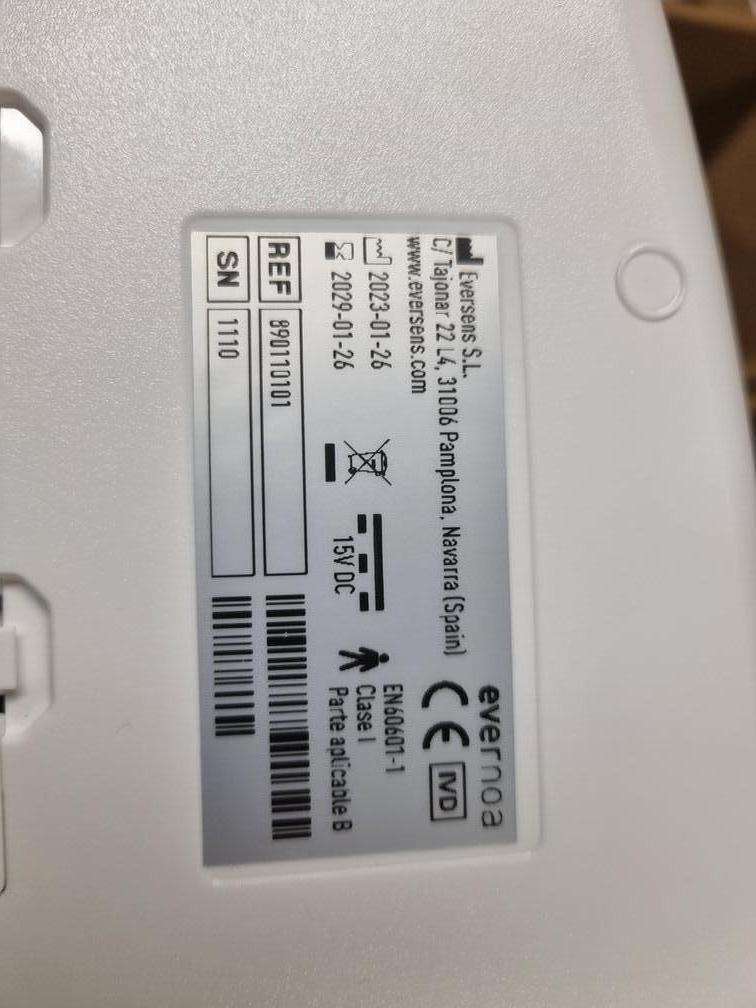 evernoa
Eversens S.L.
C/ Tajonar 22 L4, 31006 Pamplona, Navarra (Spain)
www.eversens.com
CE IVD
2023-01-26
2029-01-26
15V DC
EN60601-1
Clase I
Parte aplicable B
REF 890110101
SN 1110